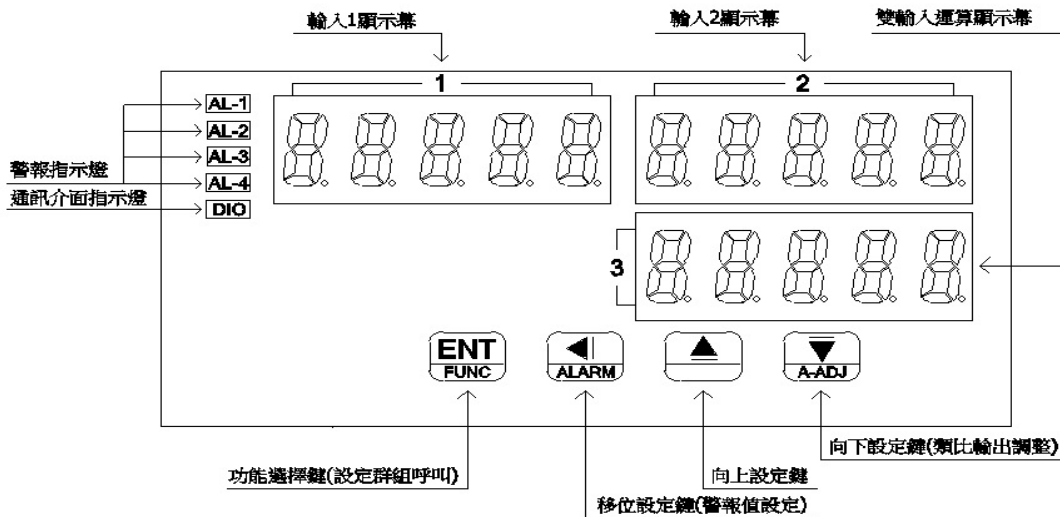 輸入1顯示幕
輸入2顯示幕
雙輸入運算顯示幕
1
2
AL-1
AL-2
AL-3
警報指示燈
AL-4
通訊介面指示燈
DIO
3
ENT
FUNC
ALARM
A-ADJ
向下設定鍵(類比輸出調整)
功能選擇鍵(設定群組呼叫)
向上設定鍵
移位設定鍵(警報值設定)